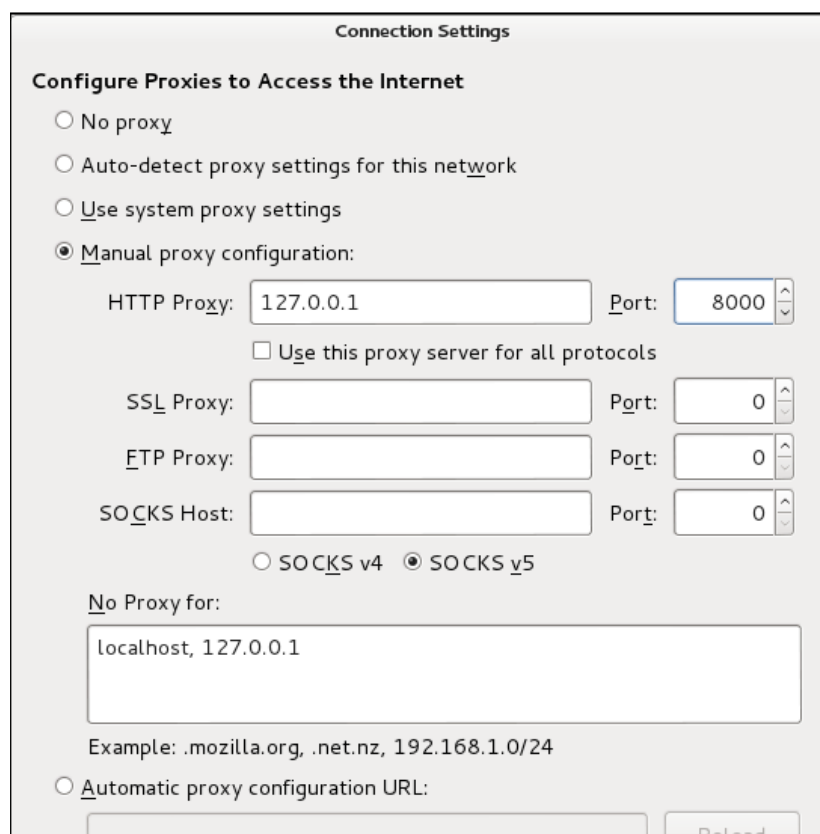 Connection Settings
Configure Proxies to Access the Internet
No proxy
Auto-detect proxy settings for this network
Use system proxy settings
Manual proxy configuration:
HTTP Proxy: 127.0.0.1 Port: 8000
Use this proxy server for all protocols
SSL Proxy: Port: 0
FTP Proxy: Port: 0
SOCKS Host: Port: 0
SOCKS v4 SOCKS v5
No Proxy for:
localhost, 127.0.0.1
Example: .mozilla.org, .net.nz, 192.168.1.0/24
Automatic proxy configuration URL:
Reload